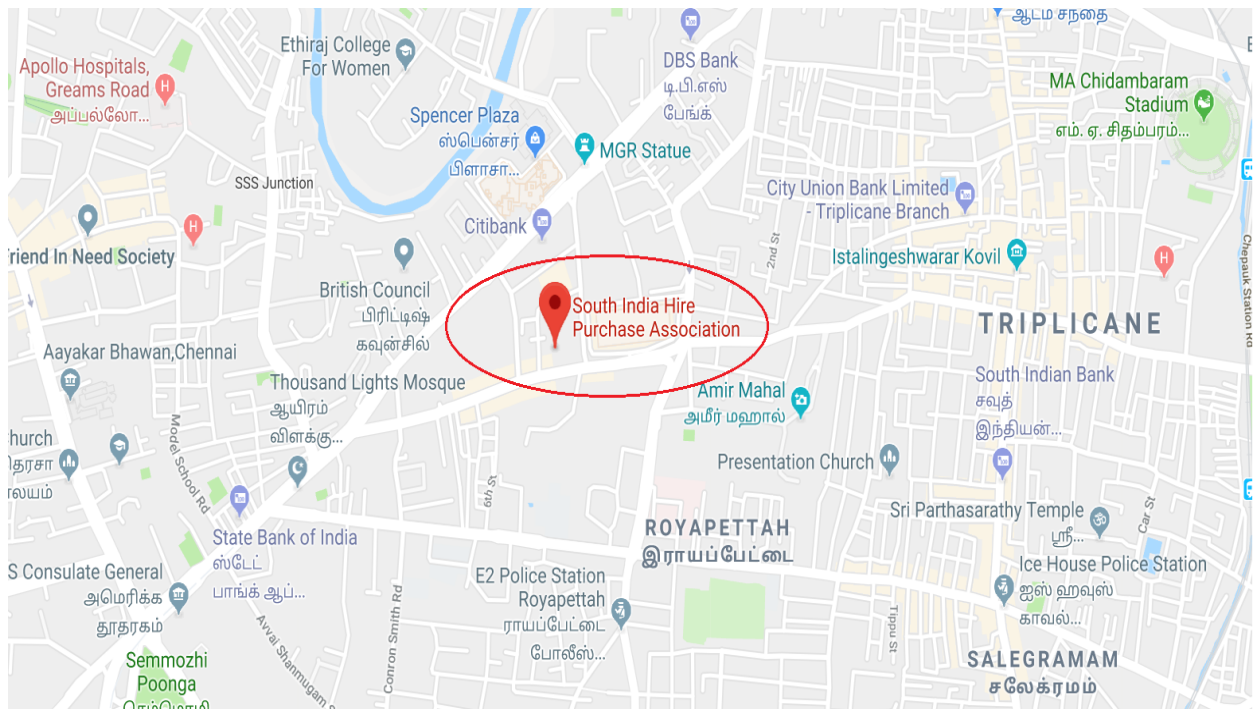 ஆடம் சந்தை
Ethiraj College
For Women
DBS Bank
டி.பி.எஸ்
பேங்க்
Apollo Hospitals,
Greams Road
அப்பல்லோ...
MA Chidambaram
Stadium
எம். ஏ. சிதம்பரம்...
Spencer Plaza
ஸ்பென்சர்
பிளாசா...
MGR Statue
SSS Junction
City Union Bank Limited
- Triplicane Branch
Citibank
2nd St
Chepauk Station Rd
riend In Need Society
Istalingeshwarar Kovil
British Council
பிரிட்டிஷ்
கவுன்சில்
South India Hire
Purchase Association
TRIPLICANE
Aayakar Bhawan,Chennai
Thousand Lights Mosque
ஆயிரம்
விளக்கு...
Amir Mahal
அமீர் மஹால்
South Indian Bank
சவுத்
இந்தியன்...
hurch
தெரசா
லயம்
Model School Rd
6th St
Presentation Church
Sri Parthasarathy Temple
ஸ்ரீ...
Car St
State Bank of India
ஸ்டேட்
பாங்க் ஆப்...
ROYAPETTAH
இராயப்பேட்டை
S Consulate General
அமெரிக்க
தூதரகம்
E2 Police Station
Royapettah
ராயப்பேட்டை
போலீஸ்...
Ice House Police Station
ஐஸ் ஹவுஸ்
காவல்...
Conron Smith Rd
Avvai Shanmugam
Tippu St
Semmozhi
Poonga
SALEGRAMAM
சலேக்ரமம்